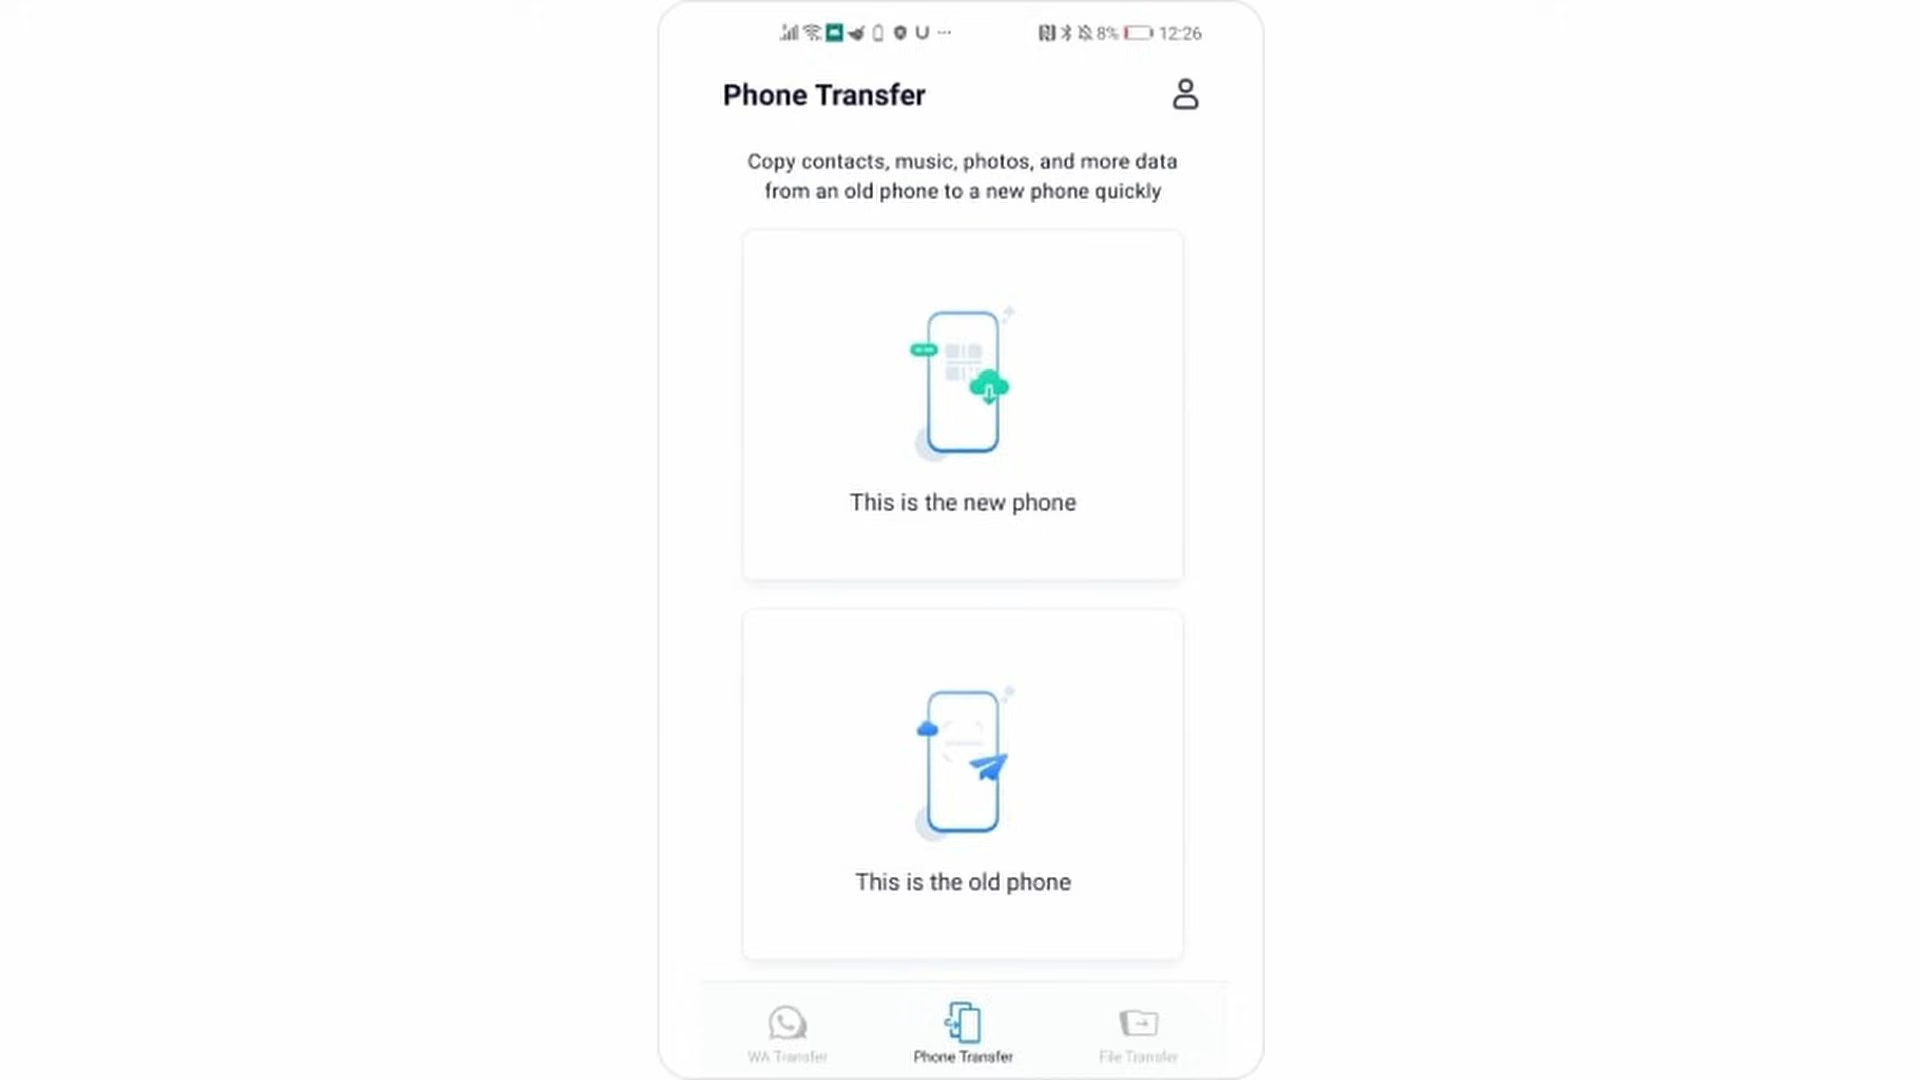 8% 12:26
Phone Transfer
Copy contacts, music, photos, and more data
from an old phone to a new phone quickly
This is the new phone
This is the old phone
WA Transfer Phone Transfer File Transfer